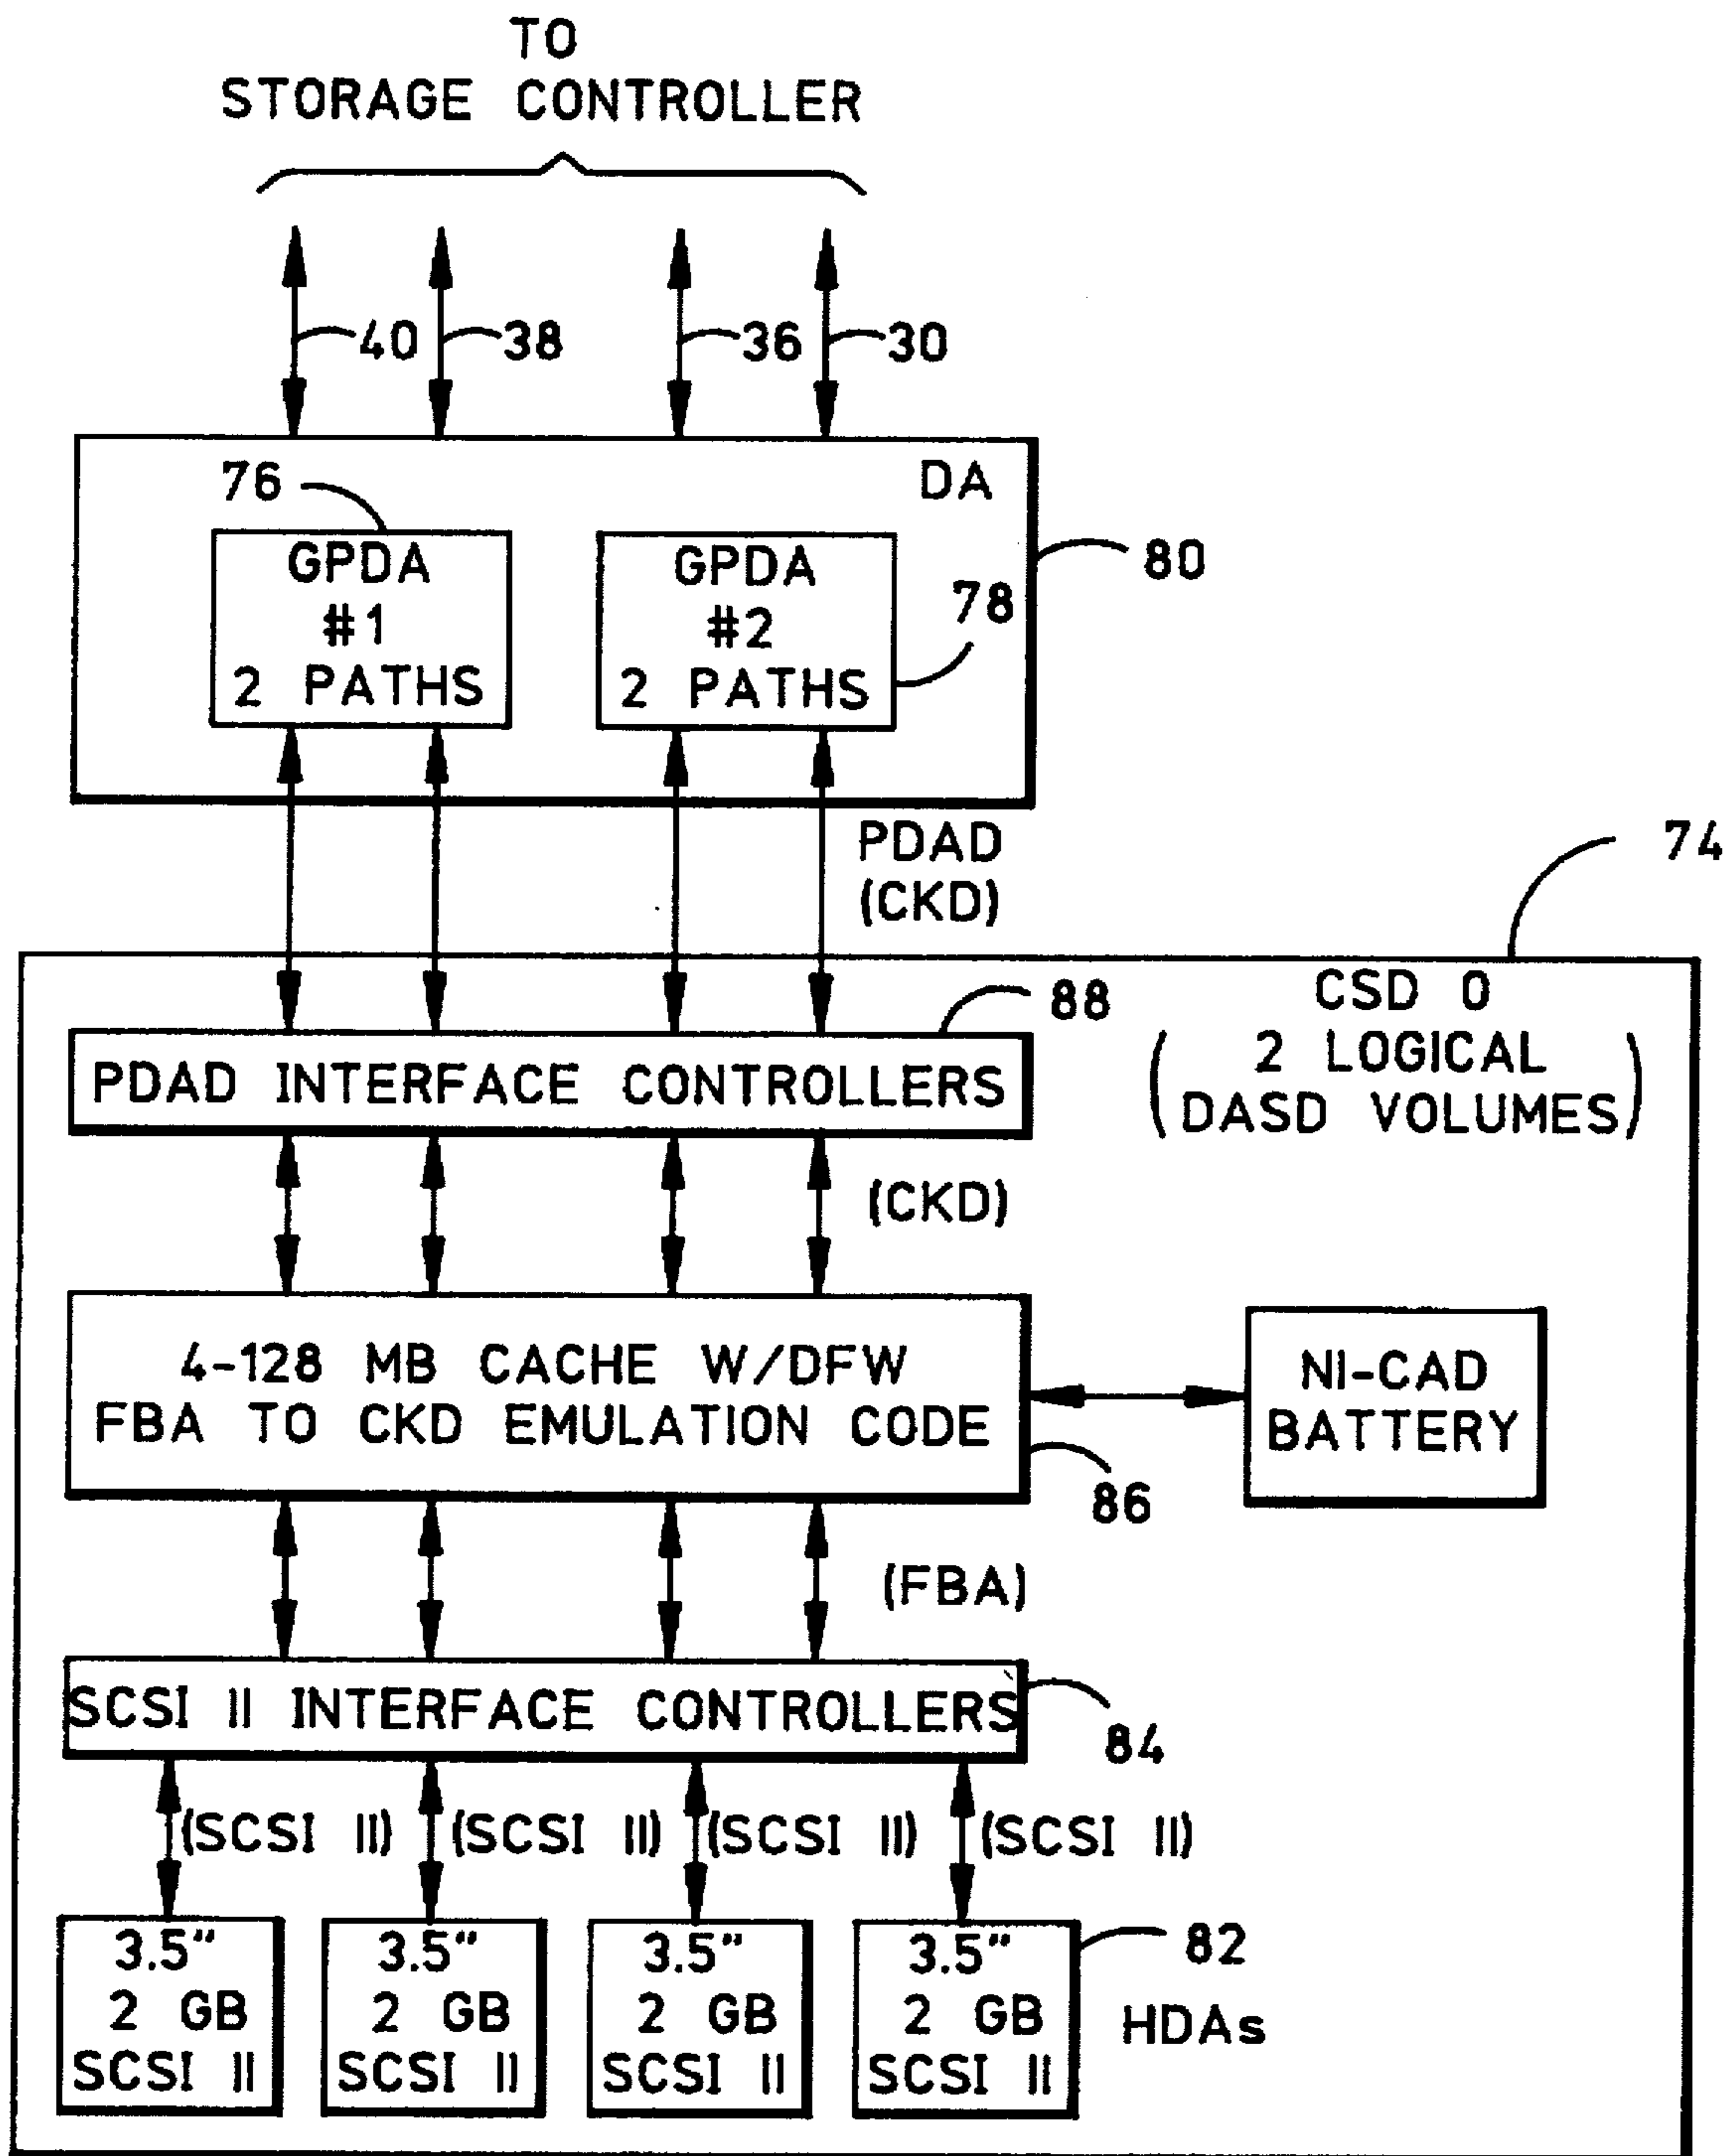 TO
STORAGE CONTROLLER
40
38
36
30
DA
76
GPDA
#1
2 PATHS
GPDA
#2
2 PATHS
78
80
PDAD
(CKD)
74
CSD 0
(2 LOGICAL
DASD VOLUMES)
88
PDAD INTERFACE CONTROLLERS
(CKD)
4-128 MB CACHE W/DFW
FBA TO CKD EMULATION CODE
86
NI-CAD
BATTERY
(FBA)
SCSI II INTERFACE CONTROLLERS
84
(SCSI II)
(SCSI II)
(SCSI II)
(SCSI II)
3.5"
2 GB
SCSI II
3.5"
2 GB
SCSI II
3.5"
2 GB
SCSI II
3.5"
2 GB
SCSI II
82
HDAs